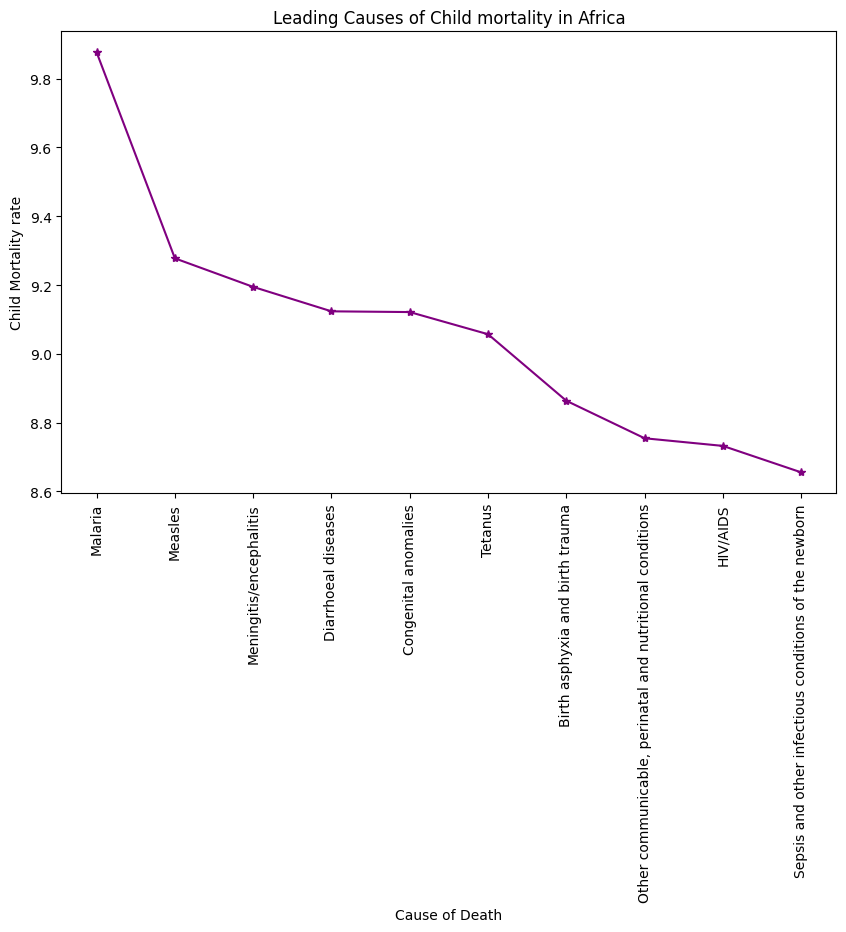 Leading Causes of Child mortality in Africa
Child Mortality rate
9.8
9.6
9.4
9.2
9.0
8.8
8.6
Malaria
Measles
Meningitis/encephalitis
Diarrhoeal diseases
Congenital anomalies
Tetanus
Birth asphyxia and birth trauma
Other communicable, perinatal and nutritional conditions
HIV/AIDS
Sepsis and other infectious conditions of the newborn
Cause of Death